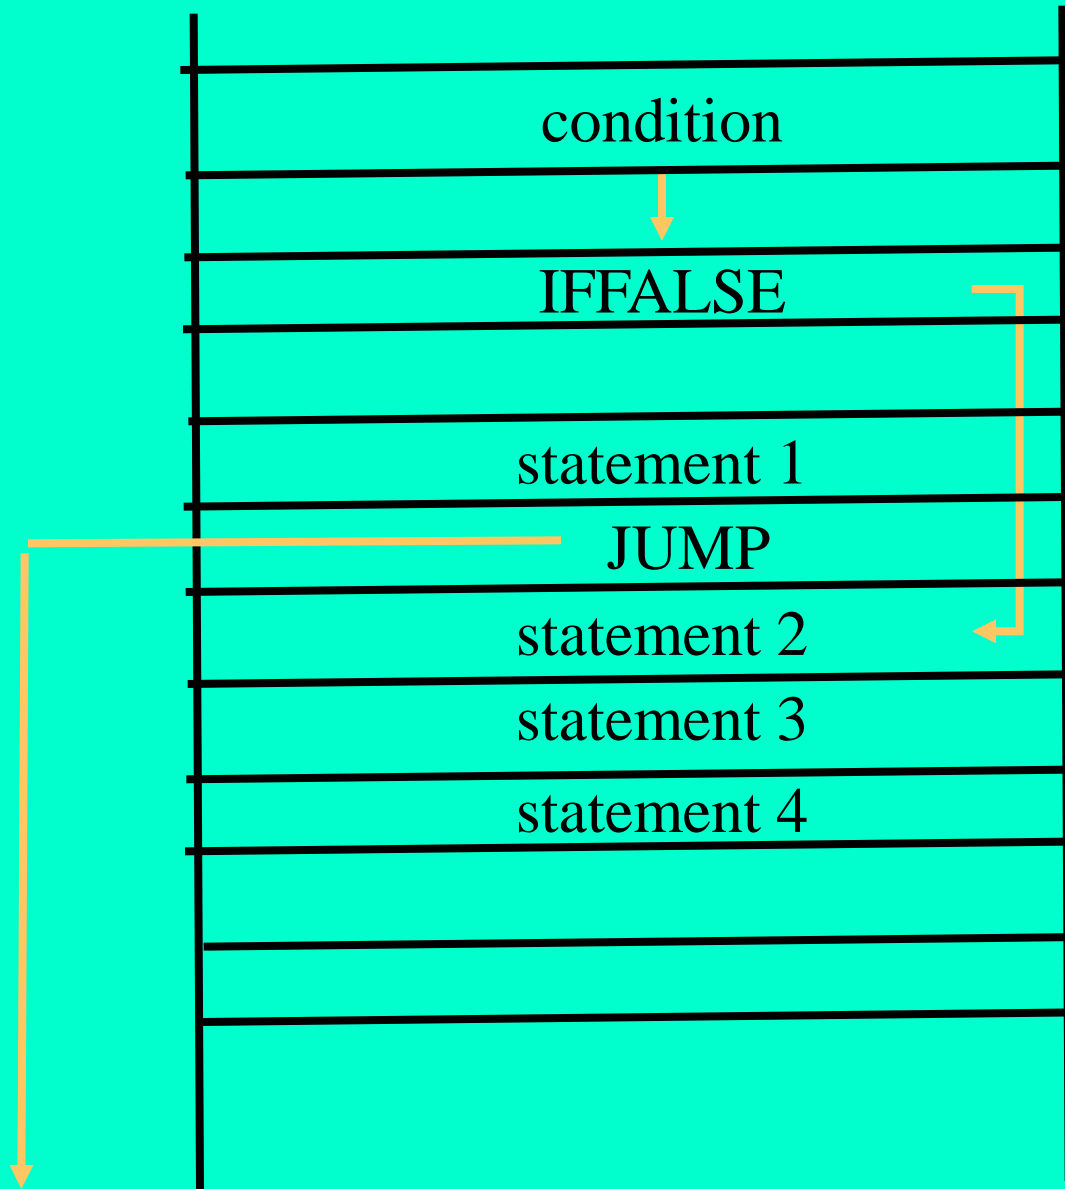 condition
IFFALSE
statement 1
JUMP
statement 2
statement 3
statement 4